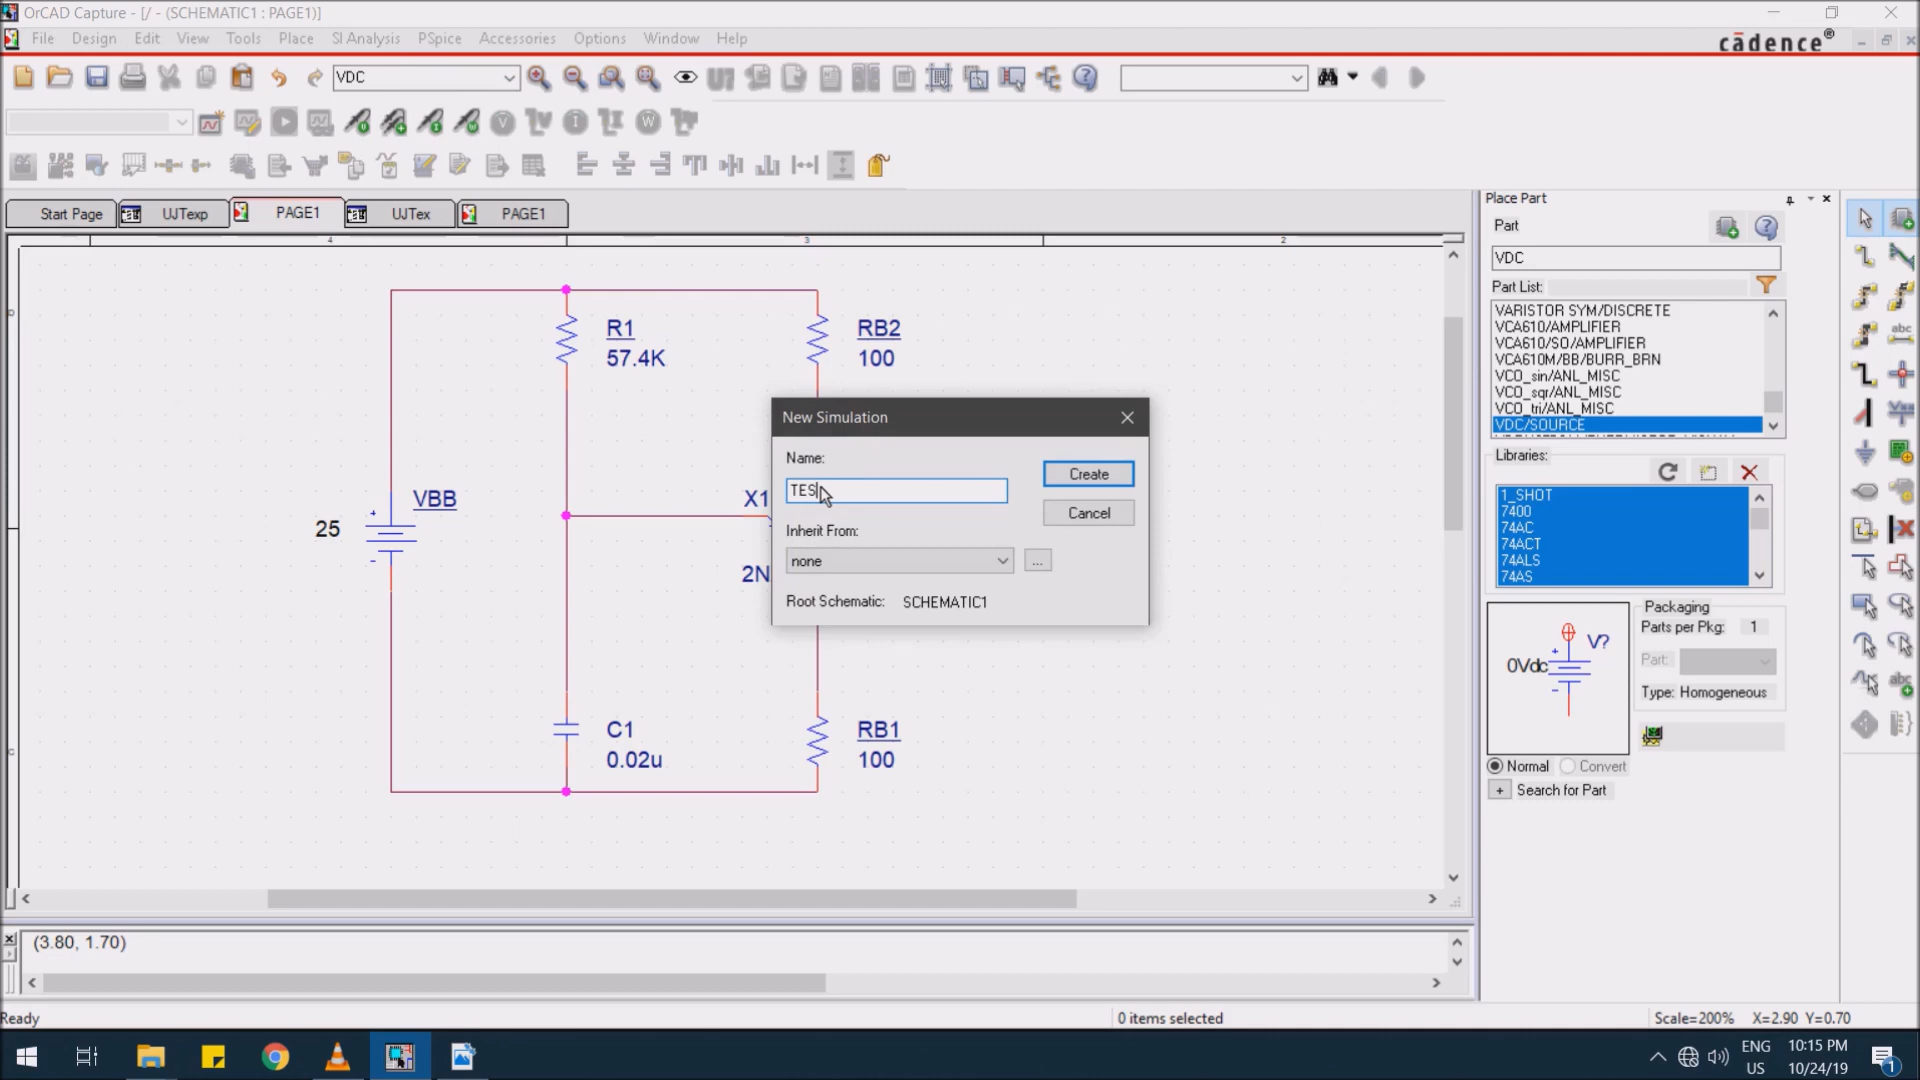 OrCAD Capture - [/ - (SCHEMATIC1 : PAGE1)]
File Design Edit View Tools Place SI Analysis PSpice Accessories Options Window Help
cādence®
VDC
Start Page UJTexp PAGE1 UJTex PAGE1
4 3 2
R1
57.4K
RB2
100
VBB
25
X1
2N
C1
0.02u
RB1
100
New Simulation
Name:
TES
Create
Cancel
Inherit From:
none
...
Root Schematic: SCHEMATIC1
Place Part
Part
VDC
Part List:
VARISTOR SYM/DISCRETE
VCA610/AMPLIFIER
VCA610/SO/AMPLIFIER
VCA610M/BB/BURR_BRN
VCO_sin/ANL_MISC
VCO_sqr/ANL_MISC
VCO_tri/ANL_MISC
VDC/SOURCE
Libraries:
1_SHOT
7400
74AC
74ACT
74ALS
74AS
V?
0Vdc
Packaging
Parts per Pkg: 1
Part:
Type: Homogeneous
Normal Convert
+ Search for Part
(3.80, 1.70)
Ready
0 items selected
Scale=200% X=2.90 Y=0.70
ENG
US
10:15 PM
10/24/19
1